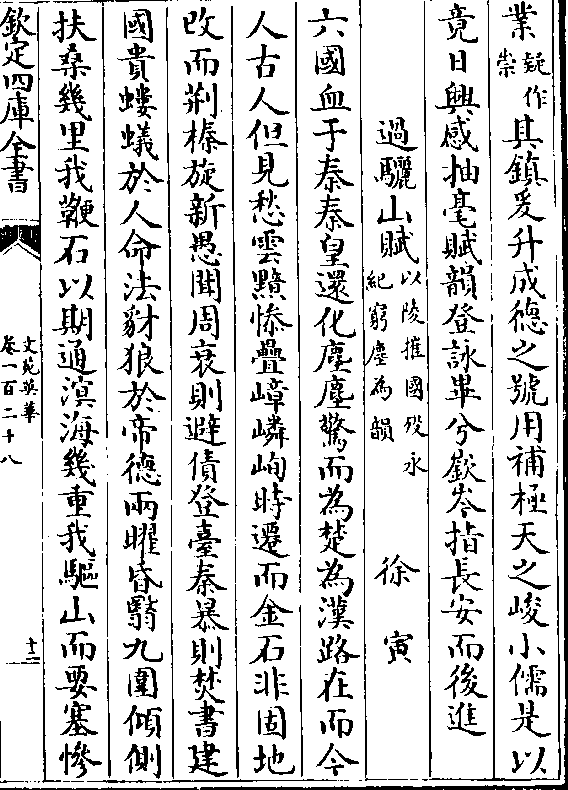 業疑作崇其鎮爰升成德之號用補極天之峻小儒是以
竟日興感抽毫賦韻登詠畢兮嶔岑指長安而後進
過驪山賦以陵摧國殁永紀窮塵為韻 徐寅
六國血于秦秦皇還化塵塵驚而為楚為漢路在而今
人古人但見愁雲黯慘疊嶂嶙峋時遷而金石非固地
改而荆榛旋新愚聞周衰則避債登臺秦暴則焚書建
國貴螻蟻於人命法豺狼於帝德兩曜昏翳九圍傾側
扶桑幾里我鞭石以期通溟海幾重我驅山而要塞慘
欽定四庫全書
文苑英華
卷一百二十八
十二